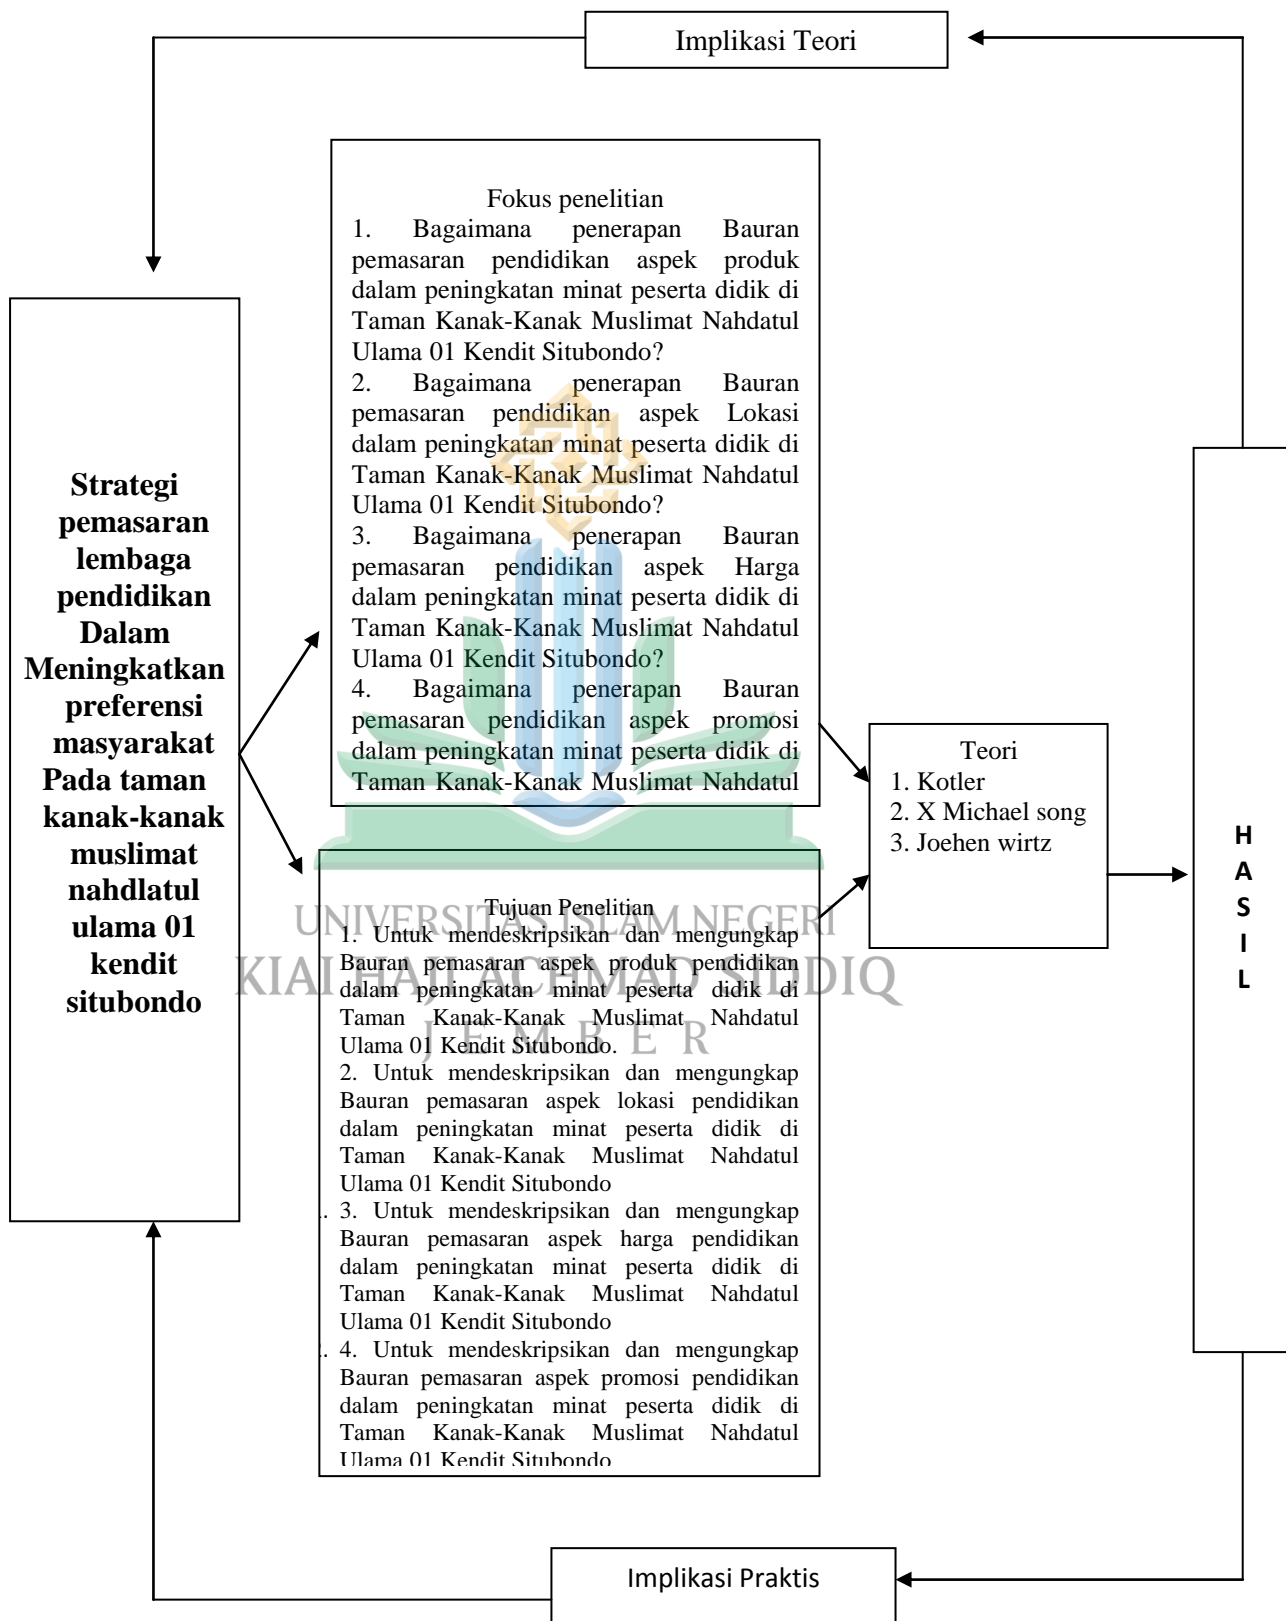 Implikasi Teori
Fokus penelitian
1. Bagaimana penerapan Bauran
pemasaran pendidikan aspek produk
dalam peningkatan minat peserta didik di
Taman Kanak-Kanak Muslimat Nahdatul
Ulama 01 Kendit Situbondo?
2. Bagaimana penerapan Bauran
pemasaran pendidikan aspek Lokasi
dalam peningkatan minat peserta didik di
Taman Kanak-Kanak Muslimat Nahdatul
Ulama 01 Kendit Situbondo?
3. Bagaimana penerapan Bauran
pemasaran pendidikan aspek Harga
dalam peningkatan minat peserta didik di
Taman Kanak-Kanak Muslimat Nahdatul
Ulama 01 Kendit Situbondo?
4. Bagaimana penerapan Bauran
pemasaran pendidikan aspek promosi
dalam peningkatan minat peserta didik di
Taman Kanak-Kanak Muslimat Nahdatul
Strategi
pemasaran
lembaga
pendidikan
Dalam
Meningkatkan
preferensi
masyarakat
Pada taman
kanak-kanak
muslimat
nahdlatul
ulama 01
kendit
situbondo
Teori
1. Kotler
2. X Michael song
3. Joehen wirtz
H
A
S
I
L
UNIVERSITAS ISLAM NEGERI
KIAI HAJI ACHMAD SIDDIQ
JEMBER
Tujuan Penelitian
1. Untuk mendeskripsikan dan mengungkap
Bauran pemasaran aspek produk pendidikan
dalam peningkatan minat peserta didik di
Taman Kanak-Kanak Muslimat Nahdatul
Ulama 01 Kendit Situbondo.
2. Untuk mendeskripsikan dan mengungkap
Bauran pemasaran aspek lokasi pendidikan
dalam peningkatan minat peserta didik di
Taman Kanak-Kanak Muslimat Nahdatul
Ulama 01 Kendit Situbondo
3. Untuk mendeskripsikan dan mengungkap
Bauran pemasaran aspek harga pendidikan
dalam peningkatan minat peserta didik di
Taman Kanak-Kanak Muslimat Nahdatul
Ulama 01 Kendit Situbondo
4. Untuk mendeskripsikan dan mengungkap
Bauran pemasaran aspek promosi pendidikan
dalam peningkatan minat peserta didik di
Taman Kanak-Kanak Muslimat Nahdatul
Ulama 01 Kendit Situbondo
Implikasi Praktis